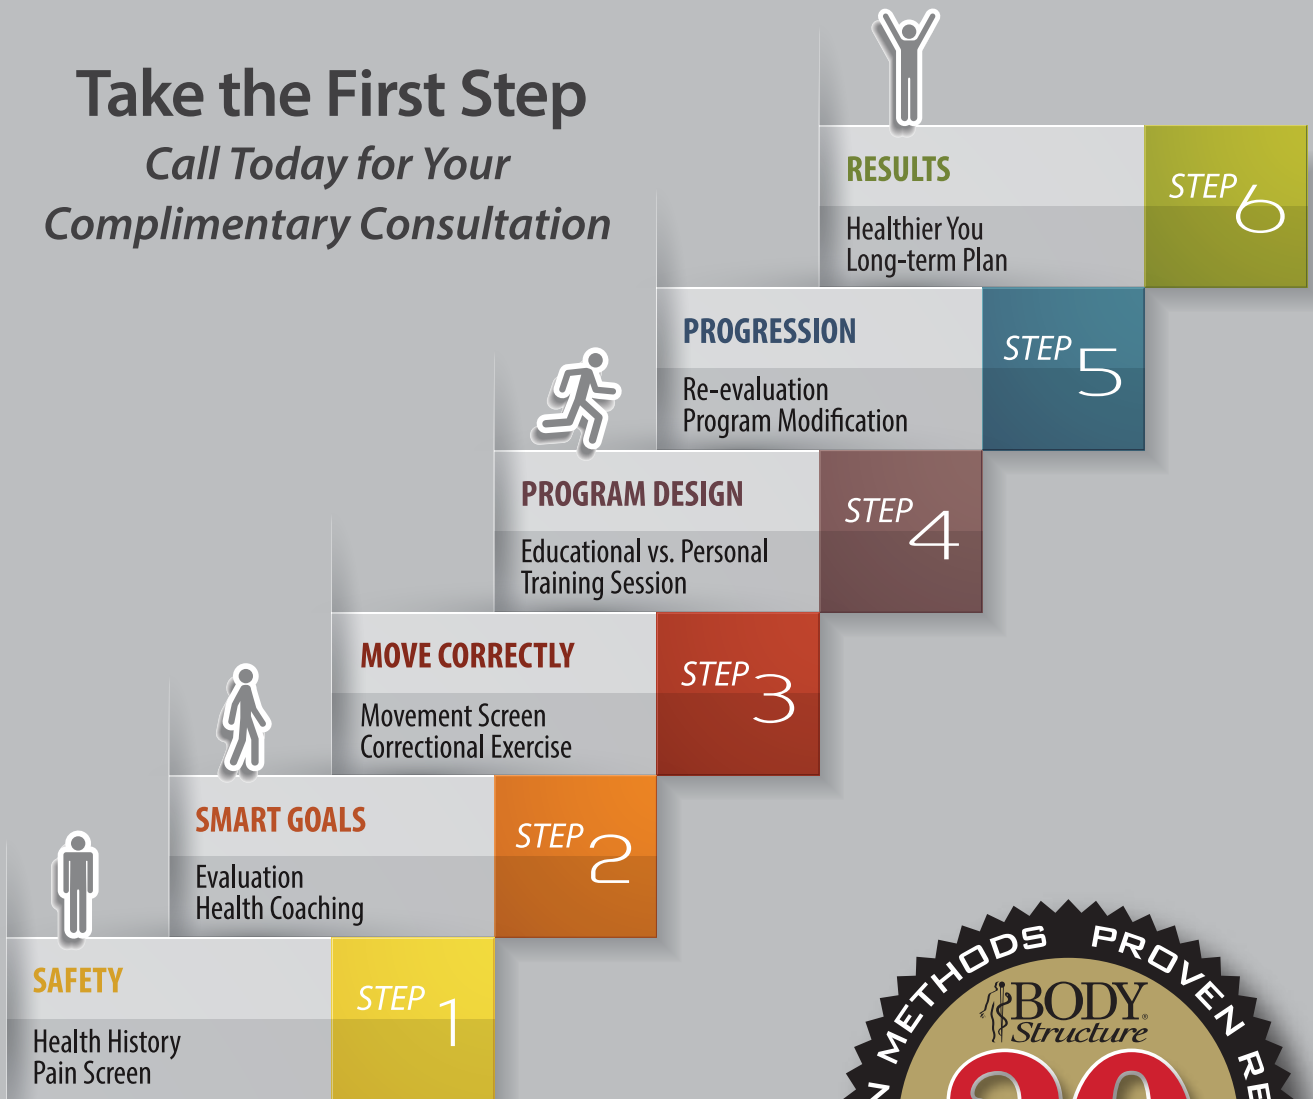 Take the First Step
Call Today for Your
Complimentary Consultation
RESULTS
Healthier You
Long-term Plan
STEP 6
PROGRESSION
Re-evaluation
Program Modification
STEP 5
PROGRAM DESIGN
Educational vs. Personal
Training Session
STEP 4
MOVE CORRECTLY
Movement Screen
Correctional Exercise
STEP 3
SMART GOALS
Evaluation
Health Coaching
STEP 2
SAFETY
Health History
Pain Screen
STEP 1
METHODS PROVEN
BODY
Structure